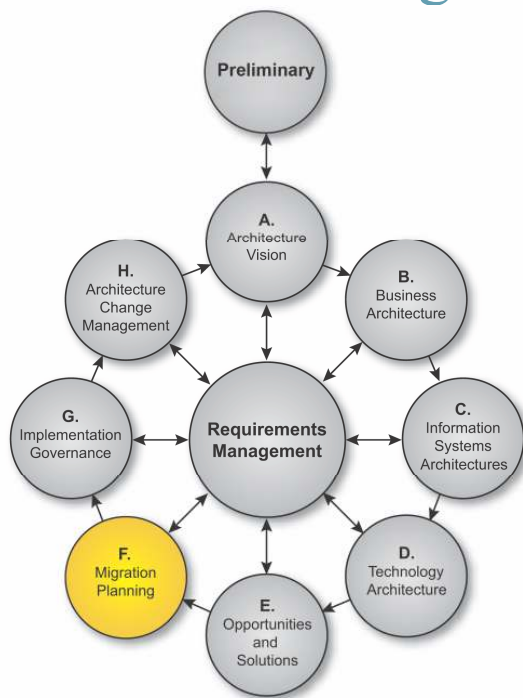 Preliminary
A.
Architecture
Vision
B.
Business
Architecture
C.
Information
Systems
Architectures
D.
Technology
Architecture
E.
Opportunities
and
Solutions
F.
Migration
Planning
G.
Implementation
Governance
H.
Architecture
Change
Management
Requirements
Management